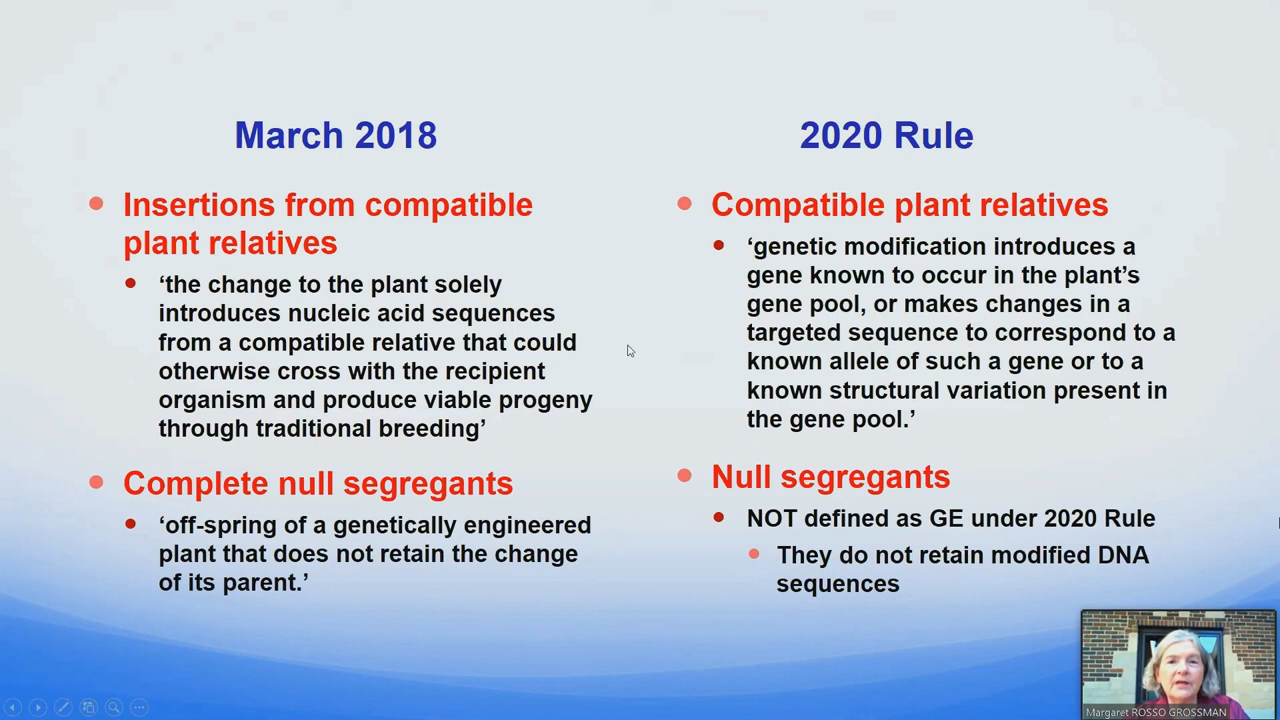 March 2018
Insertions from compatible
plant relatives
‘the change to the plant solely
introduces nucleic acid sequences
from a compatible relative that could
otherwise cross with the recipient
organism and produce viable progeny
through traditional breeding’
Complete null segregants
‘off-spring of a genetically engineered
plant that does not retain the change
of its parent.’
2020 Rule
Compatible plant relatives
‘genetic modification introduces a
gene known to occur in the plant’s
gene pool, or makes changes in a
targeted sequence to correspond to a
known allele of such a gene or to a
known structural variation present in
the gene pool.’
Null segregants
NOT defined as GE under 2020 Rule
They do not retain modified DNA
sequences
Margaret ROSSO GROSSMAN